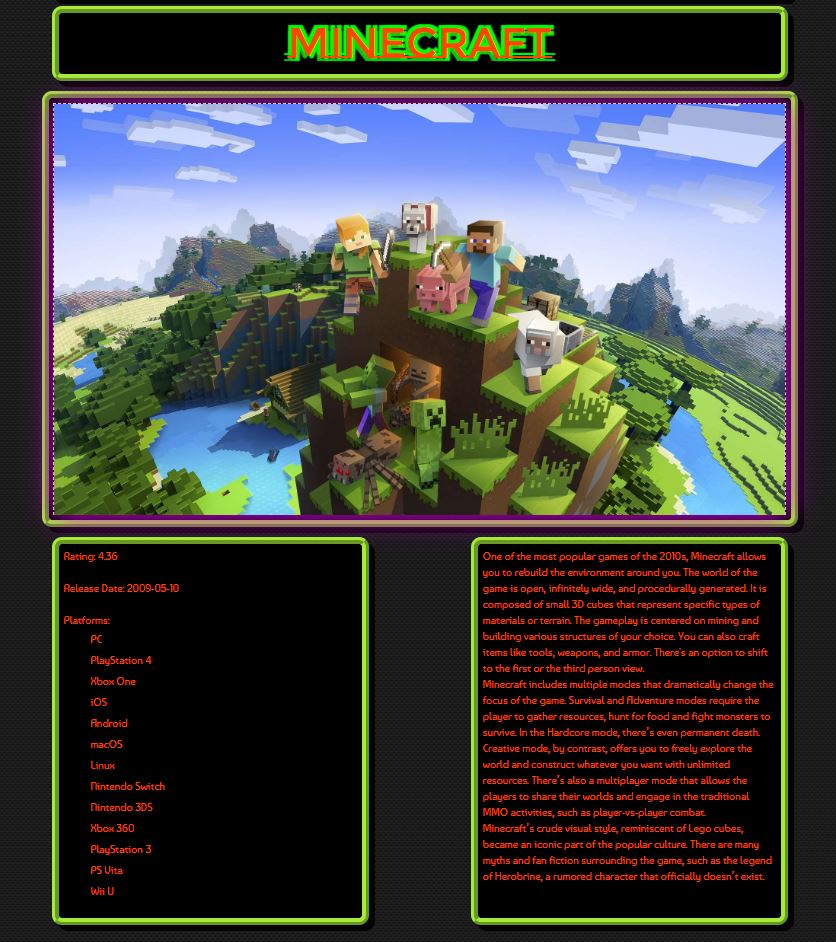 MINECRAFT
Rating: 4.36
Release Date: 2009-05-10
Platforms:
PC
PlayStation 4
Xbox One
iOS
Android
macOS
Linux
Nintendo Switch
Nintendo 3DS
Xbox 360
PlayStation 3
PS Vita
Wii U
One of the most popular games of the 2010s, Minecraft allows
you to rebuild the environment around you. The world of the
game is open, infinitely wide, and procedurally generated. It is
composed of small 3D cubes that represent specific types of
materials or terrain. The gameplay is centered on mining and
building various structures of your choice. You can also craft
items like tools, weapons, and armor. There's an option to shift
to the first or the third person view.
Minecraft includes multiple modes that dramatically change the
focus of the game. Survival and Adventure modes require the
player to gather resources, hunt for food and fight monsters to
survive. In the Hardcore mode, there's even permanent death.
Creative mode, by contrast, offers you to freely explore the
world and construct whatever you want with unlimited
resources. There's also a multiplayer mode that allows the
players to share their worlds and engage in the traditional
MMO activities, such as player-vs-player combat.
Minecraft's crude visual style, reminiscent of Lego cubes,
became an iconic part of the popular culture. There are many
myths and fan fiction surrounding the game, such as the legend
of Herobrine, a rumored character that officially doesn't exist.